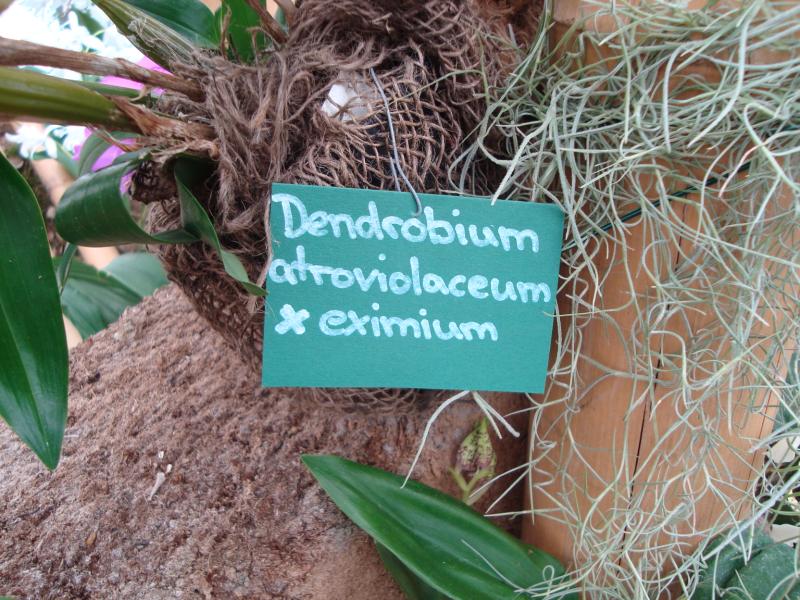 Dendrobium
atroviolaceum
x eximium